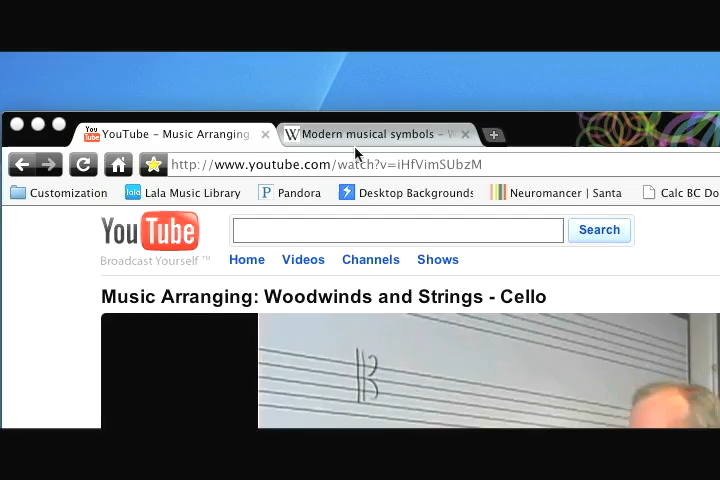 YouTube – Music Arranging
Modern musical symbols – W
http://www.youtube.com/watch?v=iHfVimSUbzM
Customization
lala Lala Music Library
P Pandora
Desktop Backgrounds
Neuromancer | Santa
Calc BC Do
YouTube
Broadcast Yourself ™
Search
Home Videos Channels Shows
Music Arranging: Woodwinds and Strings - Cello